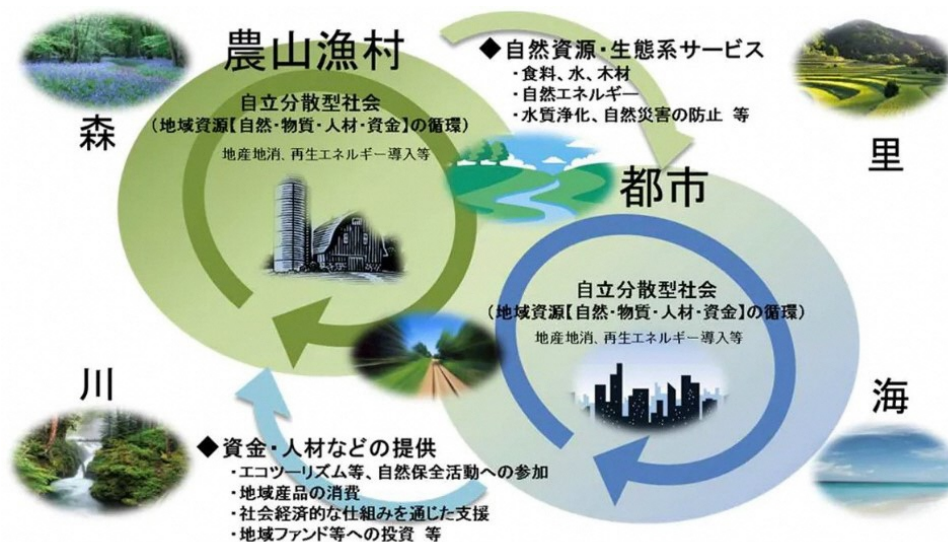 農山漁村
自立分散型社会
(地域資源【自然・物質・人材・資金】の循環)
地産地消、再生エネルギー導入等
◆自然資源・生態系サービス
・食料、水、木材
・自然エネルギー
・水質浄化、自然災害の防止 等
森
里
都市
自立分散型社会
(地域資源【自然・物質・人材・資金】の循環)
地産地消、再生エネルギー導入等
川
海
◆資金・人材などの提供
・エコツーリズム等、自然保全活動への参加
・地域産品の消費
・社会経済的な仕組みを通じた支援
・地域ファンド等への投資 等